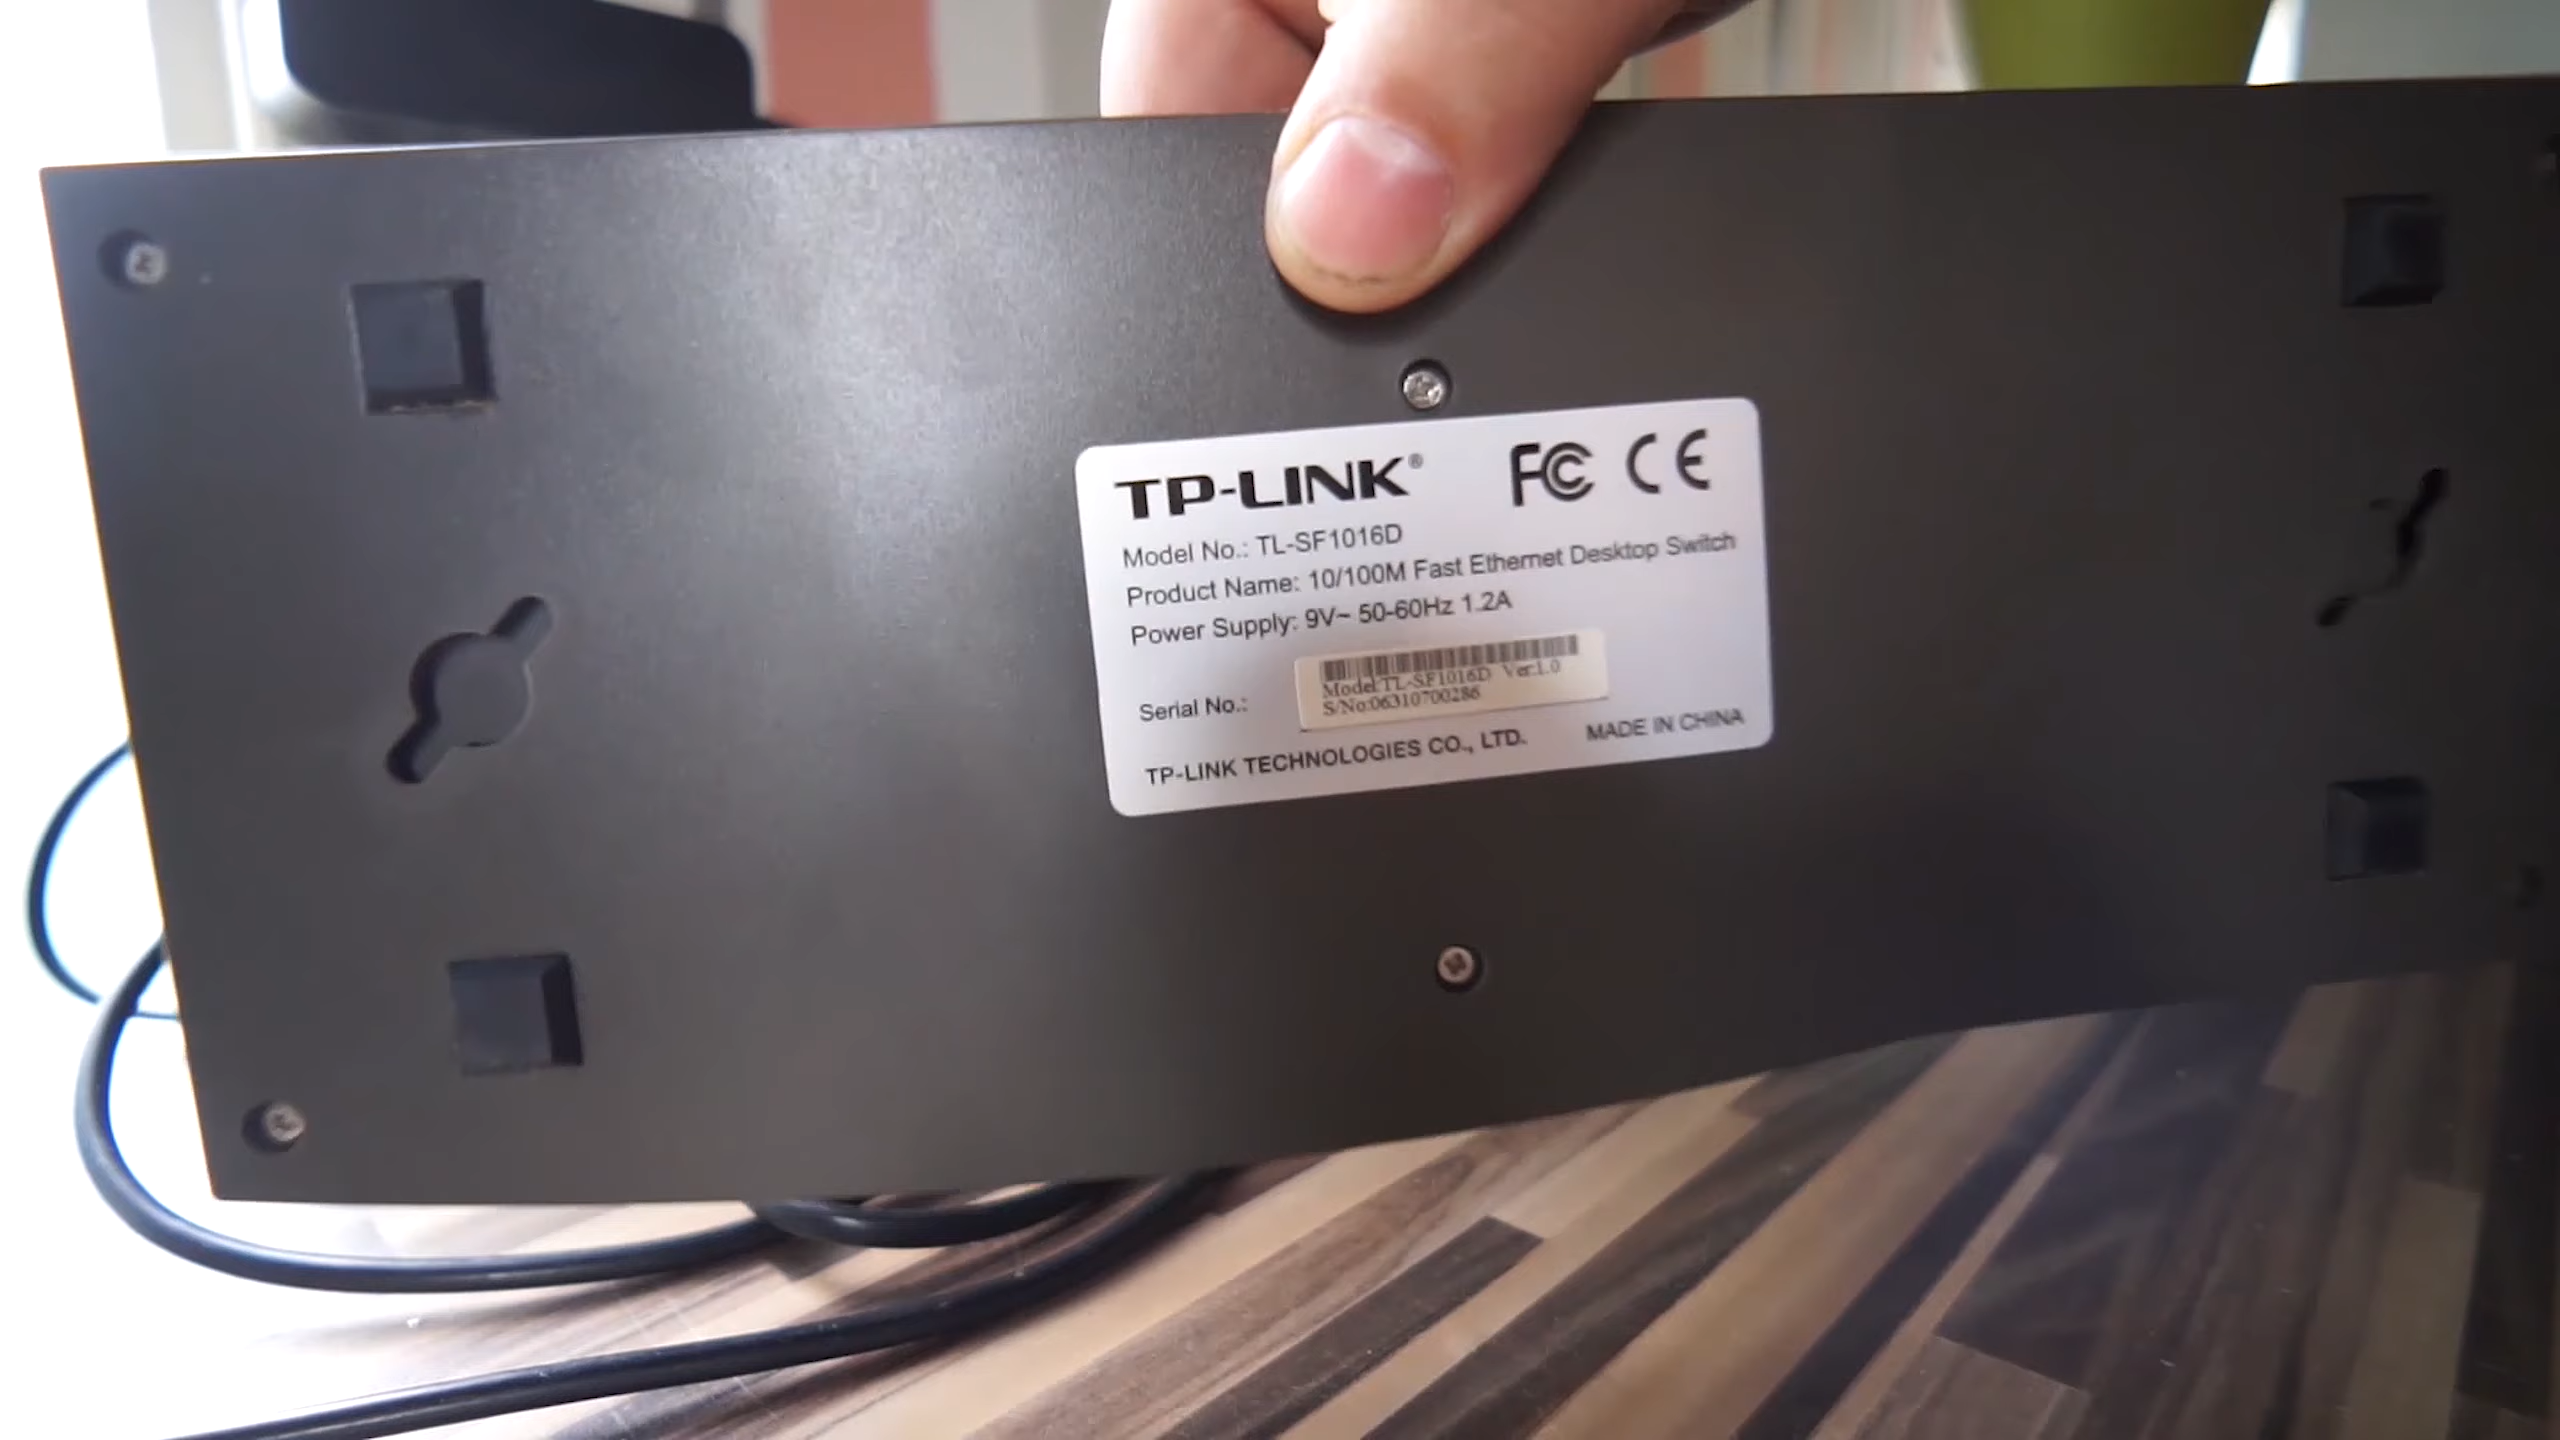 TP-LINK® FC CE
Model No.: TL-SF1016D
Product Name: 10/100M Fast Ethernet Desktop Switch
Power Supply: 9V~ 50-60Hz 1.2A
Model:TL-SF1016D Ver:1.0
Serial No.: S/No:06310700286
TP-LINK TECHNOLOGIES CO., LTD. MADE IN CHINA